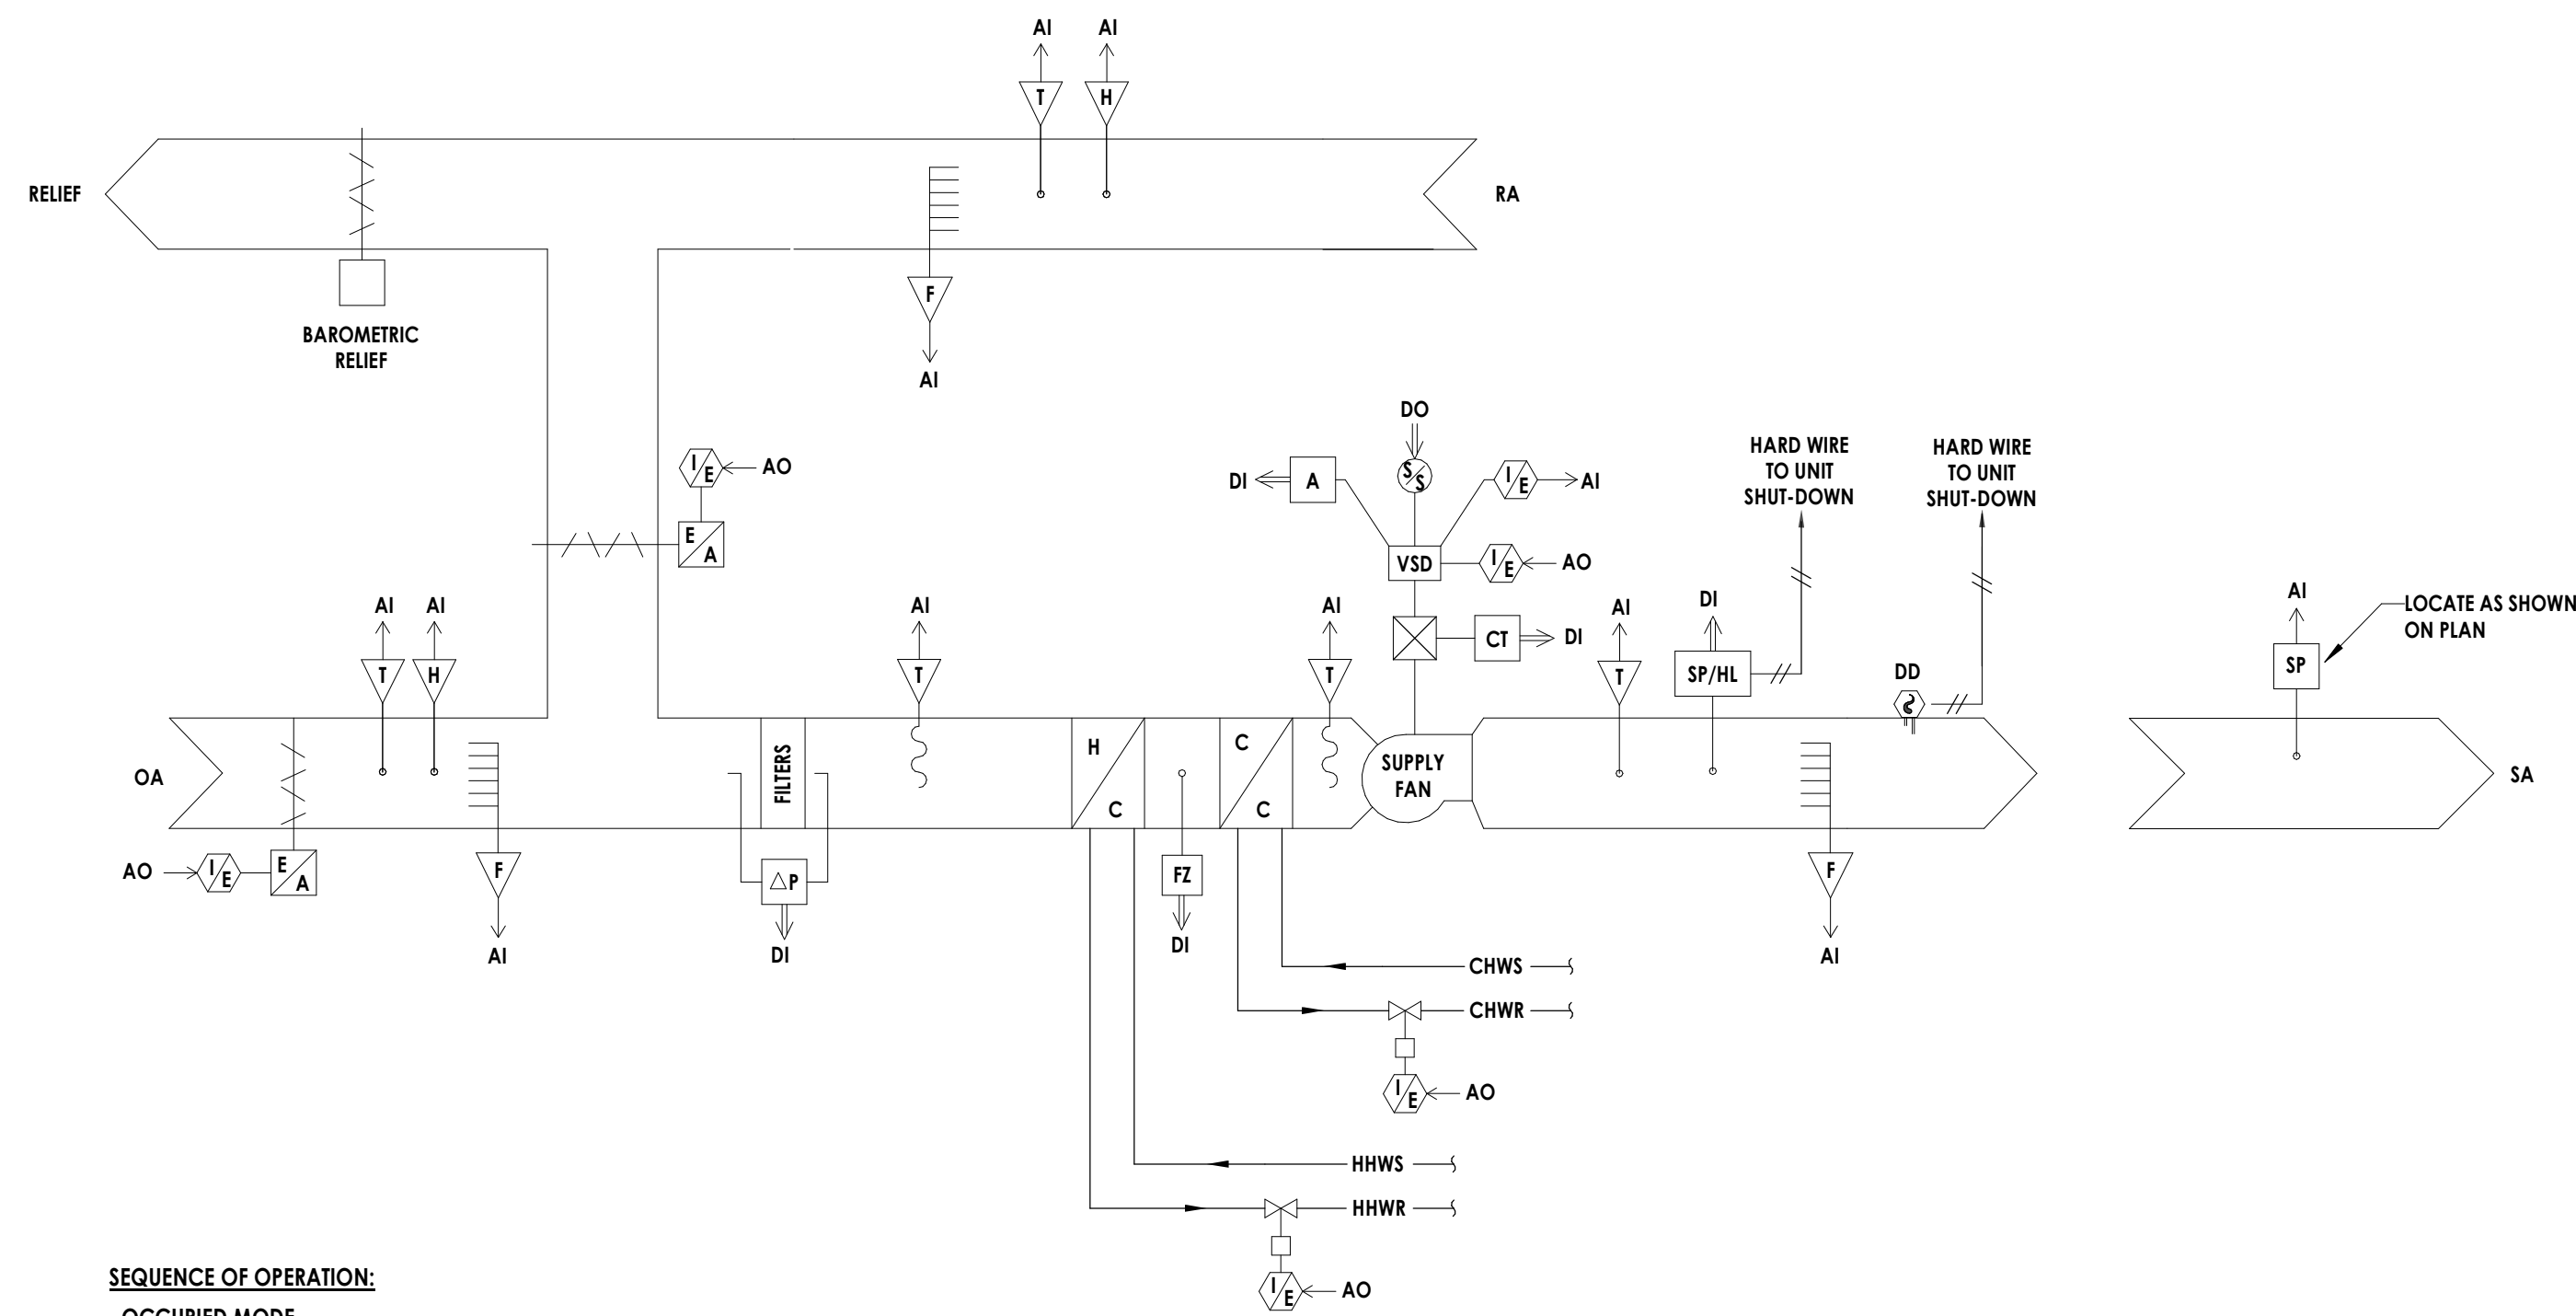 AI
AI
T
H
RELIEF
RA
BAROMETRIC
RELIEF
F
AI
I/E
AO
E/A
DO
DI
A
S/S
I/E
AI
VSD
I/E
AO
CT
DI
HARD WIRE
TO UNIT
SHUT-DOWN
HARD WIRE
TO UNIT
SHUT-DOWN
AI
AI
T
H
AI
T
AI
T
AI
T
DI
SP/HL
DD
AI
SP
LOCATE AS SHOWN
ON PLAN
OA
FILTERS
H/C
C/C
SUPPLY
FAN
SA
AO
I/E
E/A
F
AI
△P
DI
FZ
DI
F
AI
CHWS
CHWR
I/E
AO
HHWS
HHWR
I/E
AO
SEQUENCE OF OPERATION:
OCCUPIED MODE